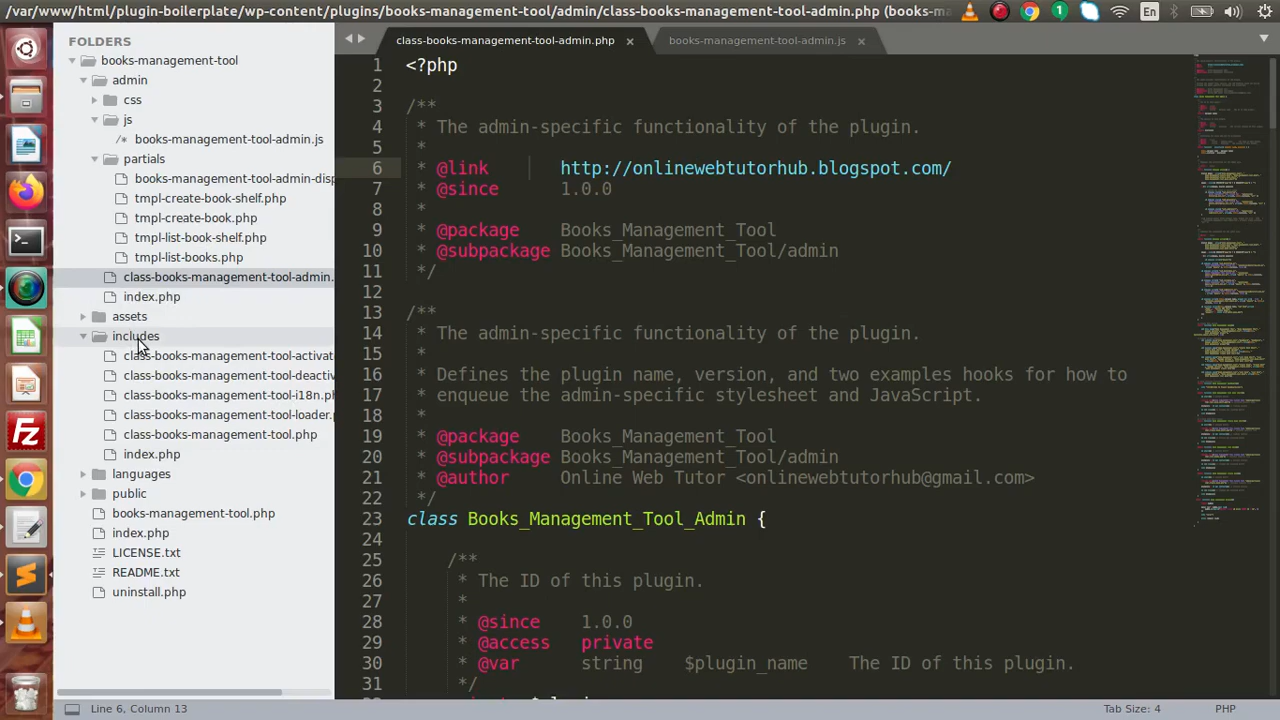 /var/www/html/plugin-boilerplate/wp-content/plugins/books-management-tool/admin/class-books-management-tool-admin.php (books-ma
En
FOLDERS
books-management-tool
admin
css
js
/* books-management-tool-admin.js
partials
books-management-tool-admin-disp
tmpl-create-book-shelf.php
tmpl-create-book.php
tmpl-list-book-shelf.php
tmpl-list-books.php
class-books-management-tool-admin.
index.php
assets
includes
class-books-management-tool-activat
class-books-management-tool-deactiv
class-books-management-tool-i18n.ph
class-books-management-tool-loader.p
class-books-management-tool.php
index.php
languages
public
books-management-tool.php
index.php
LICENSE.txt
README.txt
uninstall.php
class-books-management-tool-admin.php ×
books-management-tool-admin.js ×
1 <?php
2
3 /**
4 * The admin-specific functionality of the plugin.
5 *
6 * @link http://onlinewebtutorhub.blogspot.com/
7 * @since 1.0.0
8 *
9 * @package Books_Management_Tool
10 * @subpackage Books_Management_Tool/admin
11 */
12
13 /**
14 * The admin-specific functionality of the plugin.
15 *
16 * Defines the plugin name, version, and two examples books for how to
17 * enqueue the admin-specific stylesheet and JavaScript.
18 *
19 * @package Books_Management_Tool
20 * @subpackage Books_Management_Tool/admin
21 * @author Online Web Tutor <onlinewebtutorhub@gmail.com>
22 */
23 class Books_Management_Tool_Admin {
24
25 /**
26 * The ID of this plugin.
27 *
28 * @since 1.0.0
29 * @access private
30 * @var string $plugin_name The ID of this plugin.
31 */
Line 6, Column 13
Tab Size: 4
PHP